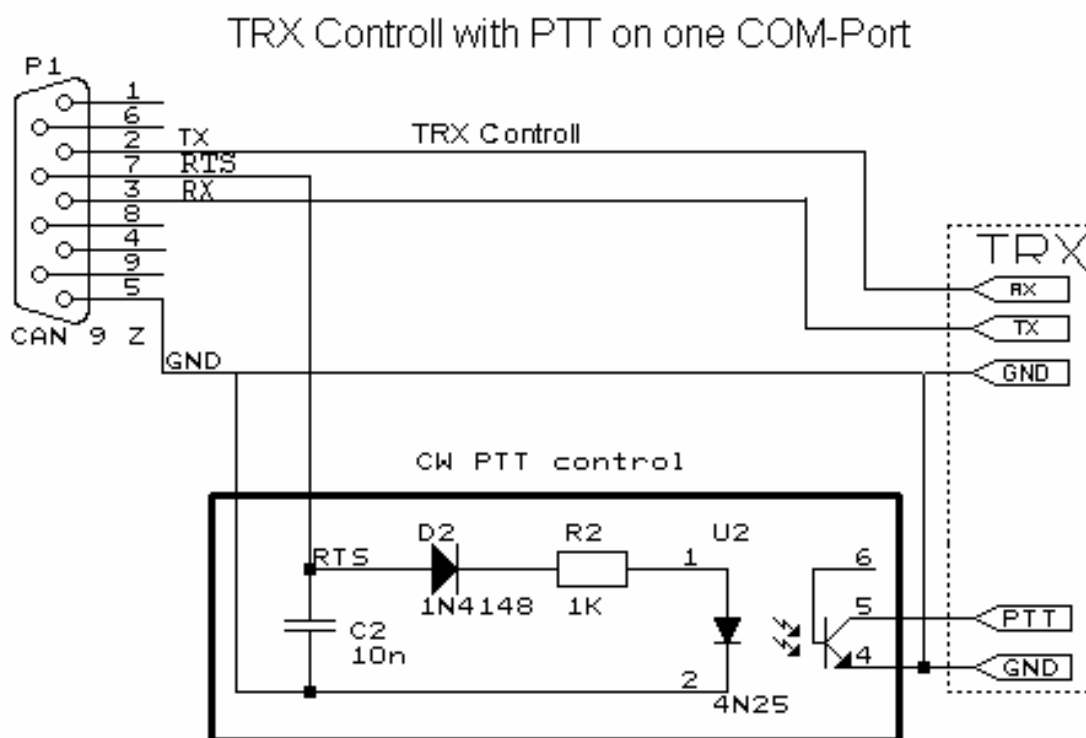 TRX Controll with PTT on one COM-Port
P1
1
6
2 TX TRX Controll
7 RTS
3 RX
8
4
9
5
CAN 9 Z
GND
TRX
RX
TX
GND
CW PTT control
D2 R2 U2
RTS 1 6
1N4148 1K
5 PTT
C2
10n
4 GND
2
4N25